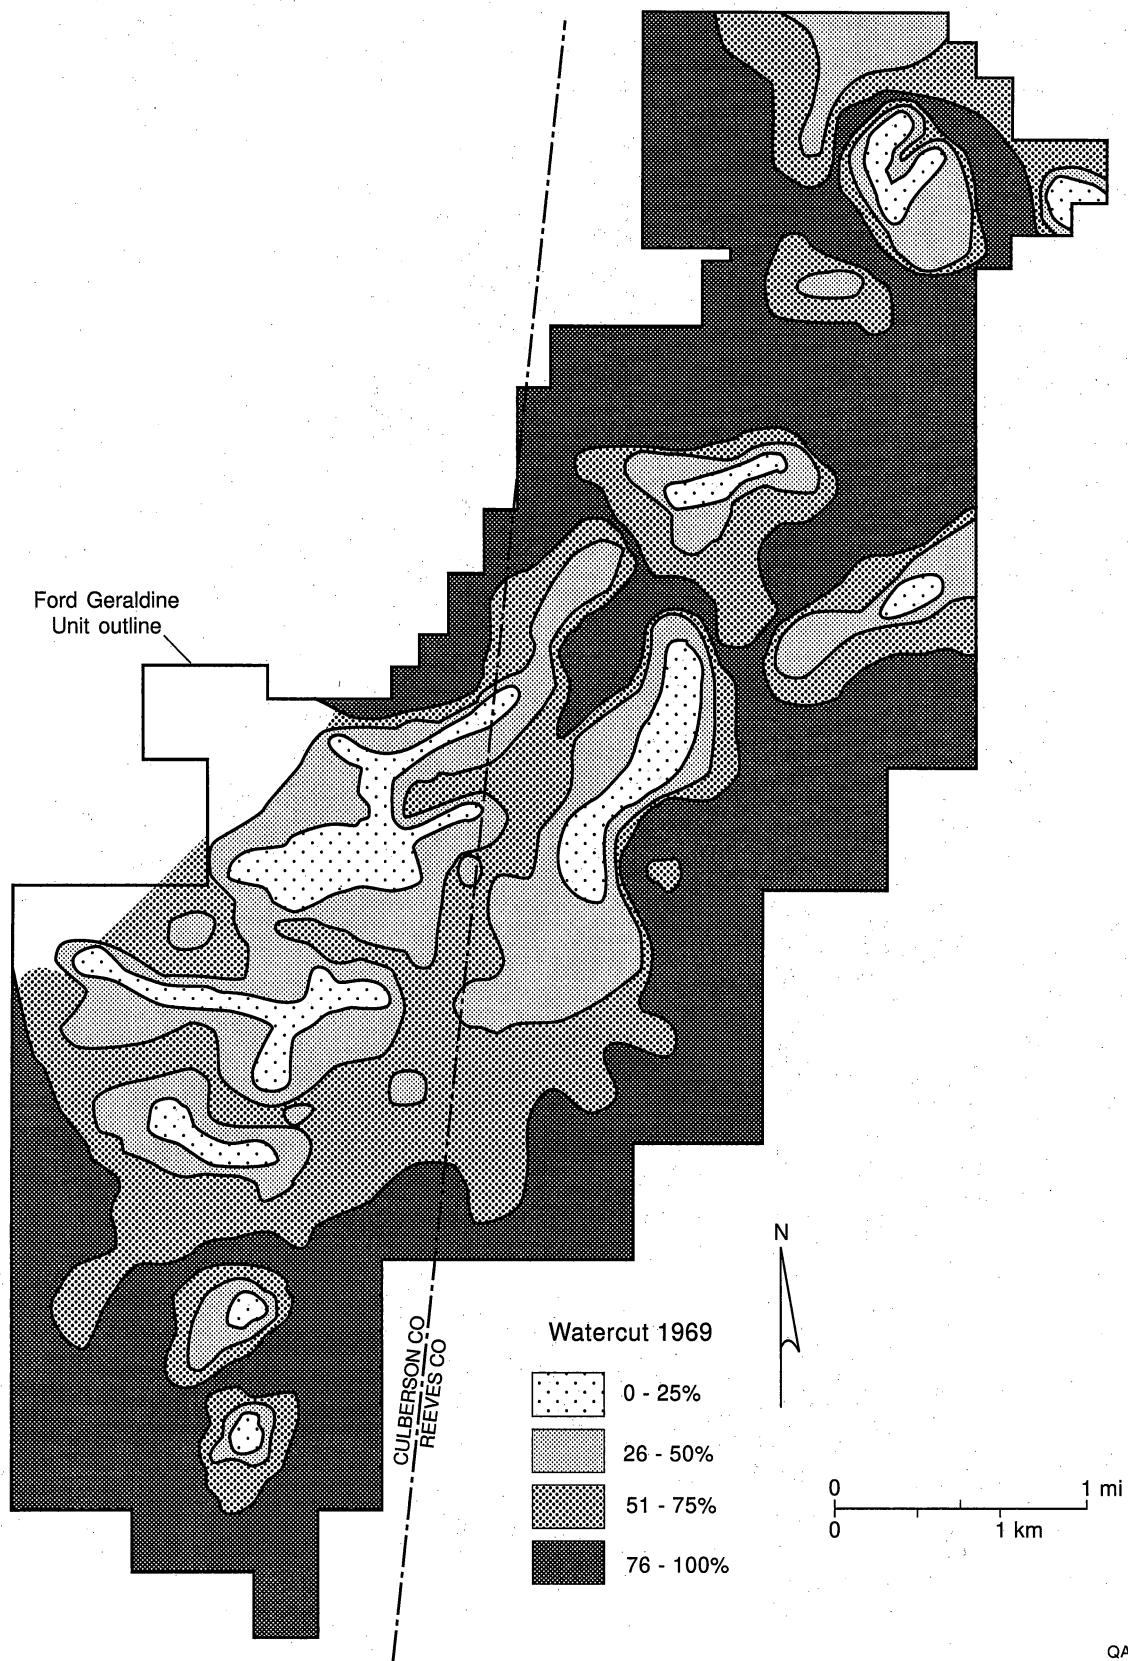 Ford Geraldine
Unit outline
N
CULBERSON CO
REEVES CO
Watercut 1969
0 - 25%
26 - 50%
51 - 75%
76 - 100%
0 1 mi
0 1 km
QA